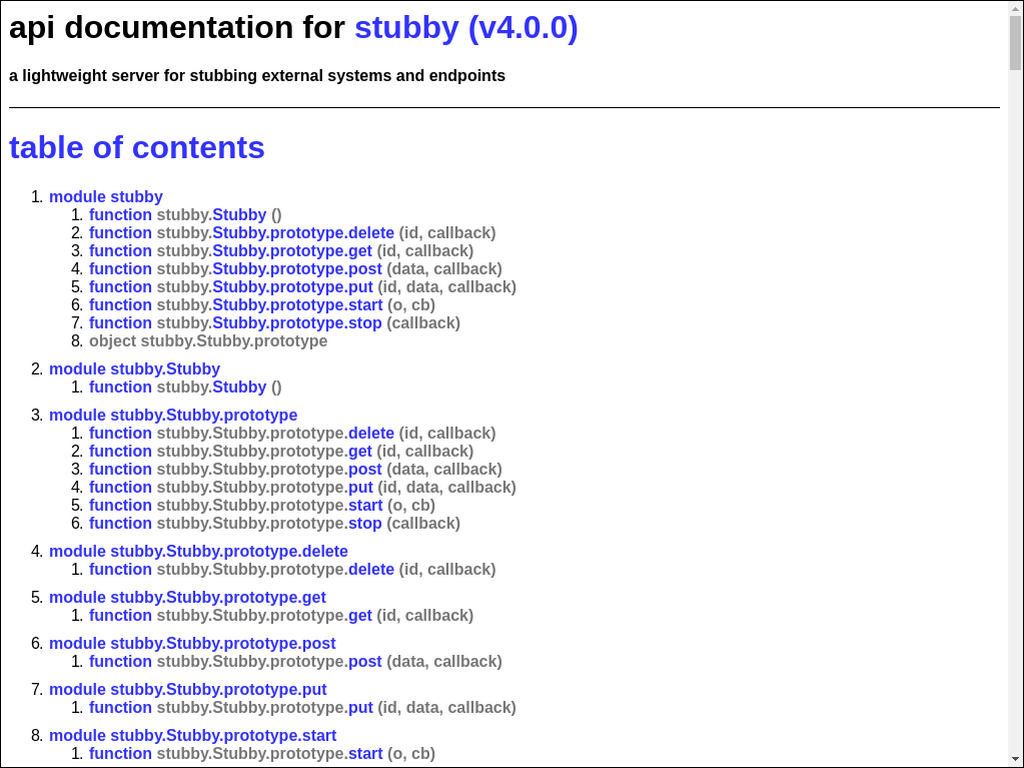 api documentation for stubby (v4.0.0)
a lightweight server for stubbing external systems and endpoints
table of contents
1. module stubby
1. function stubby.Stubby ()
2. function stubby.Stubby.prototype.delete (id, callback)
3. function stubby.Stubby.prototype.get (id, callback)
4. function stubby.Stubby.prototype.post (data, callback)
5. function stubby.Stubby.prototype.put (id, data, callback)
6. function stubby.Stubby.prototype.start (o, cb)
7. function stubby.Stubby.prototype.stop (callback)
8. object stubby.Stubby.prototype
2. module stubby.Stubby
1. function stubby.Stubby ()
3. module stubby.Stubby.prototype
1. function stubby.Stubby.prototype.delete (id, callback)
2. function stubby.Stubby.prototype.get (id, callback)
3. function stubby.Stubby.prototype.post (data, callback)
4. function stubby.Stubby.prototype.put (id, data, callback)
5. function stubby.Stubby.prototype.start (o, cb)
6. function stubby.Stubby.prototype.stop (callback)
4. module stubby.Stubby.prototype.delete
1. function stubby.Stubby.prototype.delete (id, callback)
5. module stubby.Stubby.prototype.get
1. function stubby.Stubby.prototype.get (id, callback)
6. module stubby.Stubby.prototype.post
1. function stubby.Stubby.prototype.post (data, callback)
7. module stubby.Stubby.prototype.put
1. function stubby.Stubby.prototype.put (id, data, callback)
8. module stubby.Stubby.prototype.start
1. function stubby.Stubby.prototype.start (o, cb)